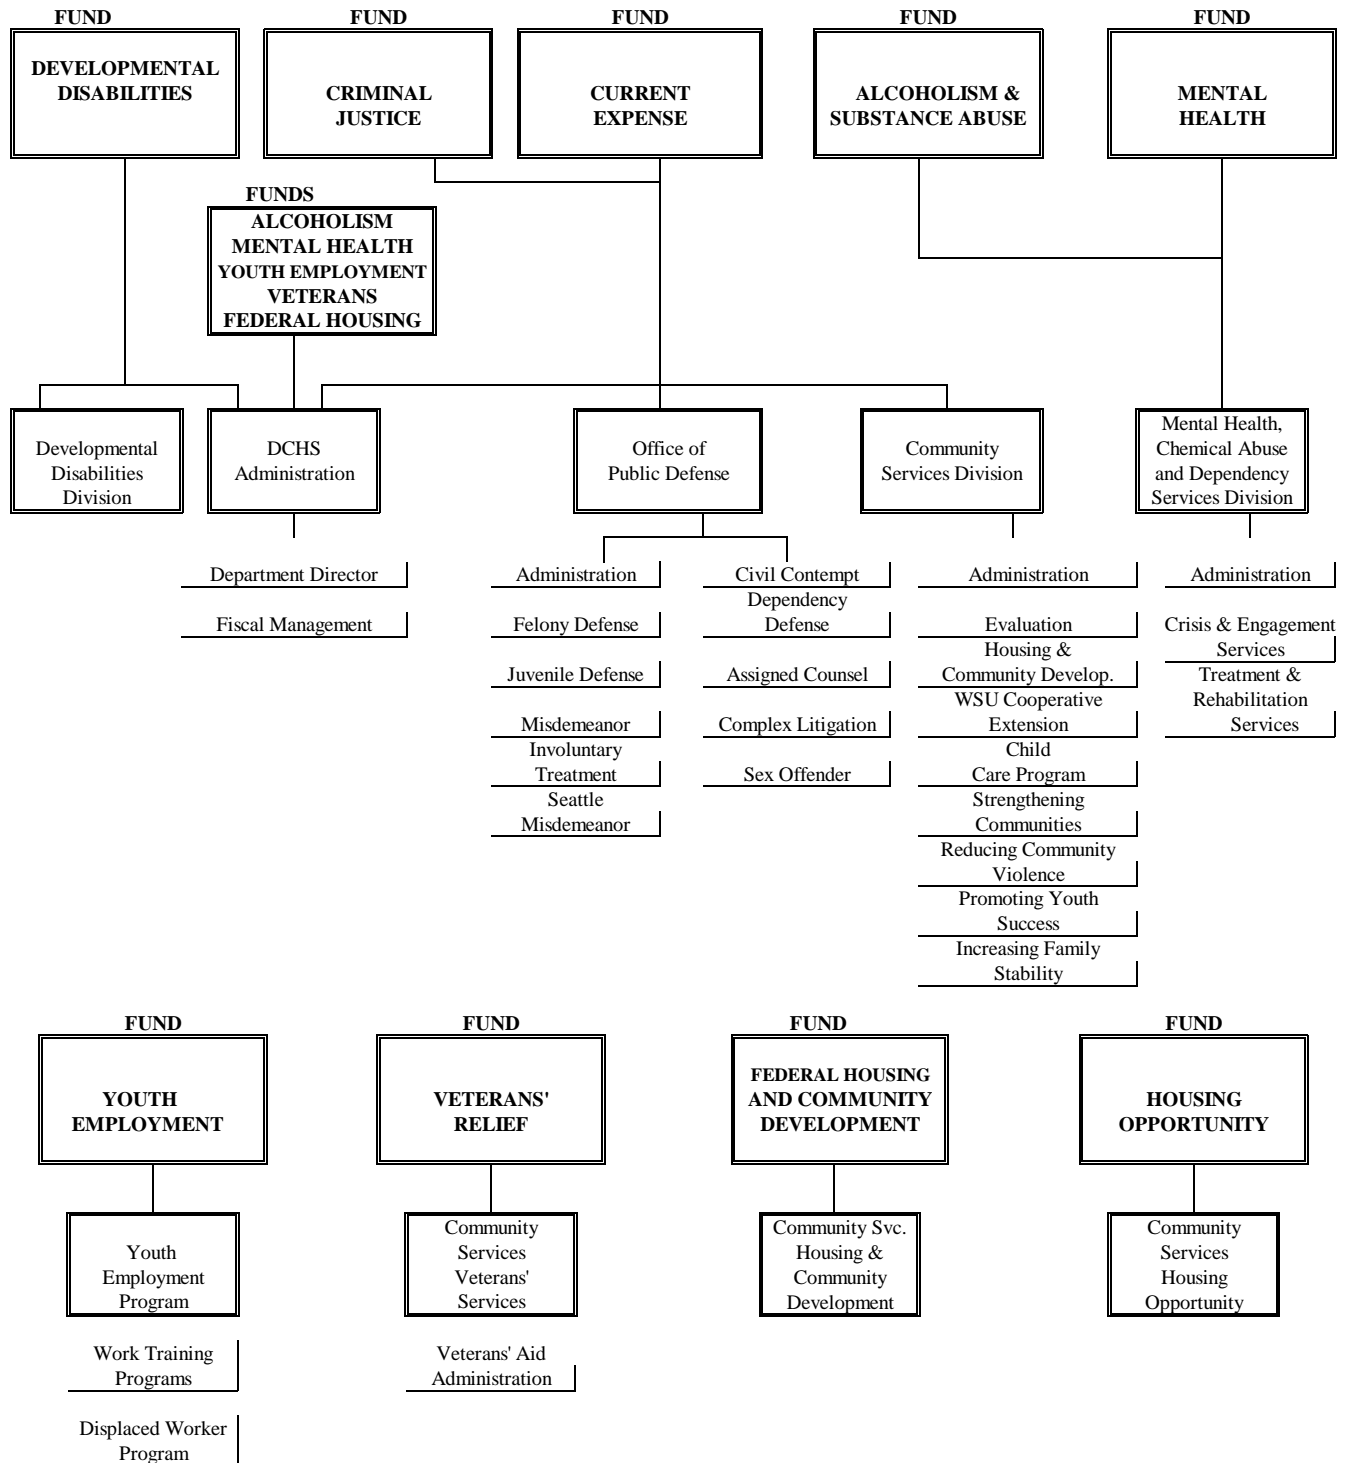 FUND
DEVELOPMENTAL
DISABILITIES
FUND
CRIMINAL
JUSTICE
FUND
CURRENT
EXPENSE
FUND
ALCOHOLISM &
SUBSTANCE ABUSE
FUND
MENTAL
HEALTH
FUNDS
ALCOHOLISM
MENTAL HEALTH
YOUTH EMPLOYMENT
VETERANS
FEDERAL HOUSING
Developmental
Disabilities
Division
DCHS
Administration
Office of
Public Defense
Community
Services Division
Mental Health,
Chemical Abuse
and Dependency
Services Division
Department Director
Fiscal Management
Administration
Felony Defense
Juvenile Defense
Misdemeanor
Involuntary
Treatment
Seattle
Misdemeanor
Civil Contempt
Dependency
Defense
Assigned Counsel
Complex Litigation
Sex Offender
Administration
Evaluation
Housing &
Community Develop.
WSU Cooperative
Extension
Child
Care Program
Strengthening
Communities
Reducing Community
Violence
Promoting Youth
Success
Increasing Family
Stability
Administration
Crisis & Engagement
Services
Treatment &
Rehabilitation
Services
FUND
YOUTH
EMPLOYMENT
FUND
VETERANS'
RELIEF
FUND
FEDERAL HOUSING
AND COMMUNITY
DEVELOPMENT
FUND
HOUSING
OPPORTUNITY
Youth
Employment
Program
Community
Services
Veterans'
Services
Community Svc.
Housing &
Community
Development
Community
Services
Housing
Opportunity
Work Training
Programs
Displaced Worker
Program
Veterans' Aid
Administration